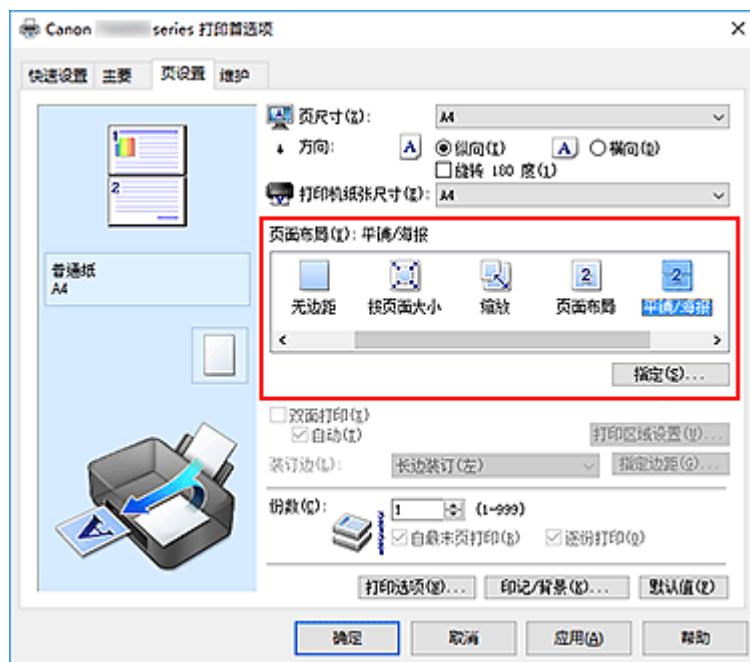 Canon series 打印首选项
快速设置 主要 页设置 维护
页尺寸(Z): A4
方向: A 纵向(I) A 横向(D)
旋转 180 度(1)
打印机纸张尺寸(E): A4
1
2
页面布局(I): 平铺/海报
普通纸
A4
2 2
无边距 按页面大小 缩放 页面布局 平铺/海报
指定(S)...
双面打印(X)
自动(T)
打印区域设置(U)...
装订边(L): 长边装订(左) 指定边距(G)...
份数(C): 1 (1-999)
自最末页打印(B) 逐份打印(O)
打印选项(N)... 印记/背景(K)... 默认值(F)
确定 取消 应用(A) 帮助